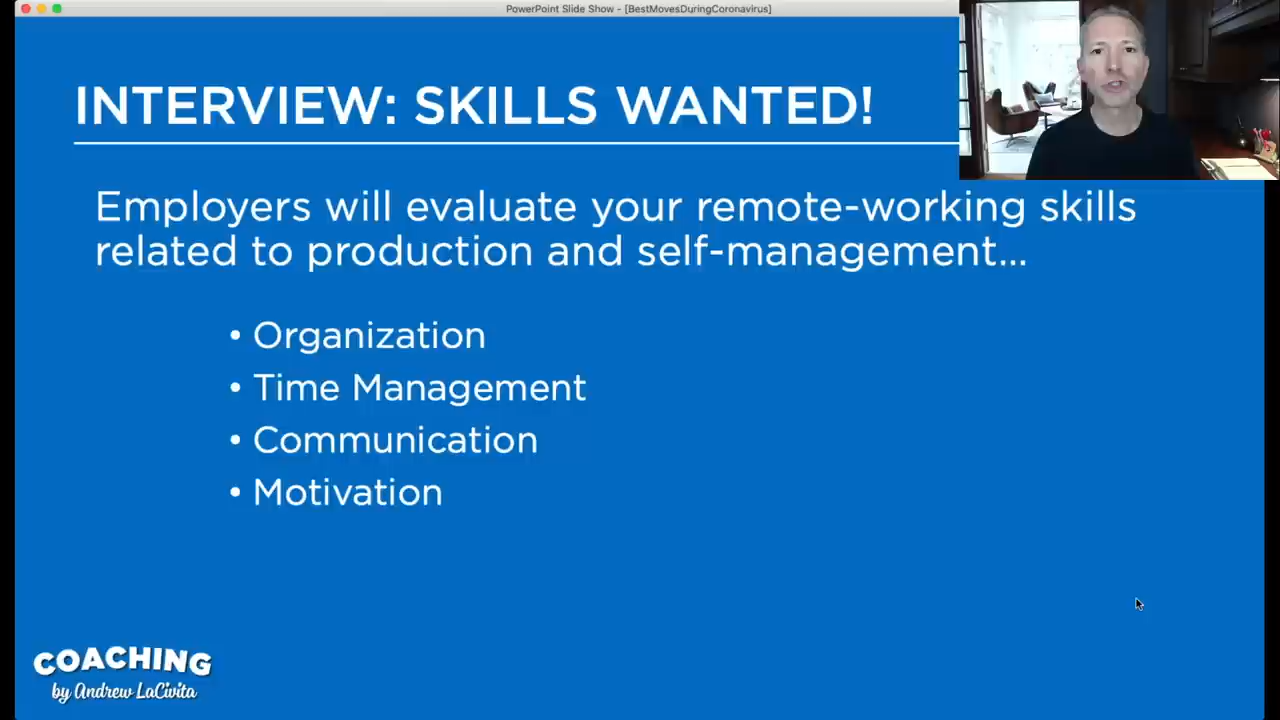 PowerPoint Slide Show - [BestMovesDuringCoronavirus]
INTERVIEW: SKILLS WANTED!
Employers will evaluate your remote-working skills
related to production and self-management...
• Organization
• Time Management
• Communication
• Motivation
COACHING
by Andrew LaCivita